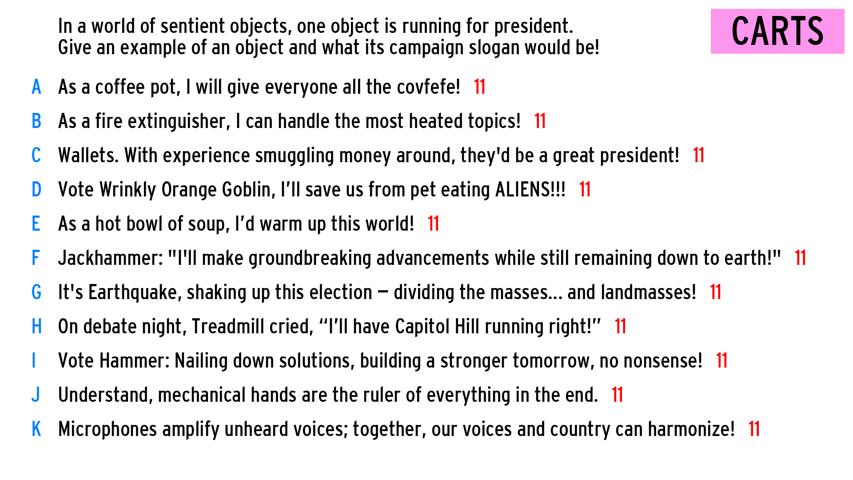 In a world of sentient objects, one object is running for president.
Give an example of an object and what its campaign slogan would be!
CARTS
A As a coffee pot, I will give everyone all the covfefe! 11
B As a fire extinguisher, I can handle the most heated topics! 11
C Wallets. With experience smuggling money around, they'd be a great president! 11
D Vote Wrinkly Orange Goblin, I’ll save us from pet eating ALIENS!!! 11
E As a hot bowl of soup, I’d warm up this world! 11
F Jackhammer: "I'll make groundbreaking advancements while still remaining down to earth!" 11
G It's Earthquake, shaking up this election – dividing the masses... and landmasses! 11
H On debate night, Treadmill cried, “I’ll have Capitol Hill running right!” 11
I Vote Hammer: Nailing down solutions, building a stronger tomorrow, no nonsense! 11
J Understand, mechanical hands are the ruler of everything in the end. 11
K Microphones amplify unheard voices; together, our voices and country can harmonize! 11